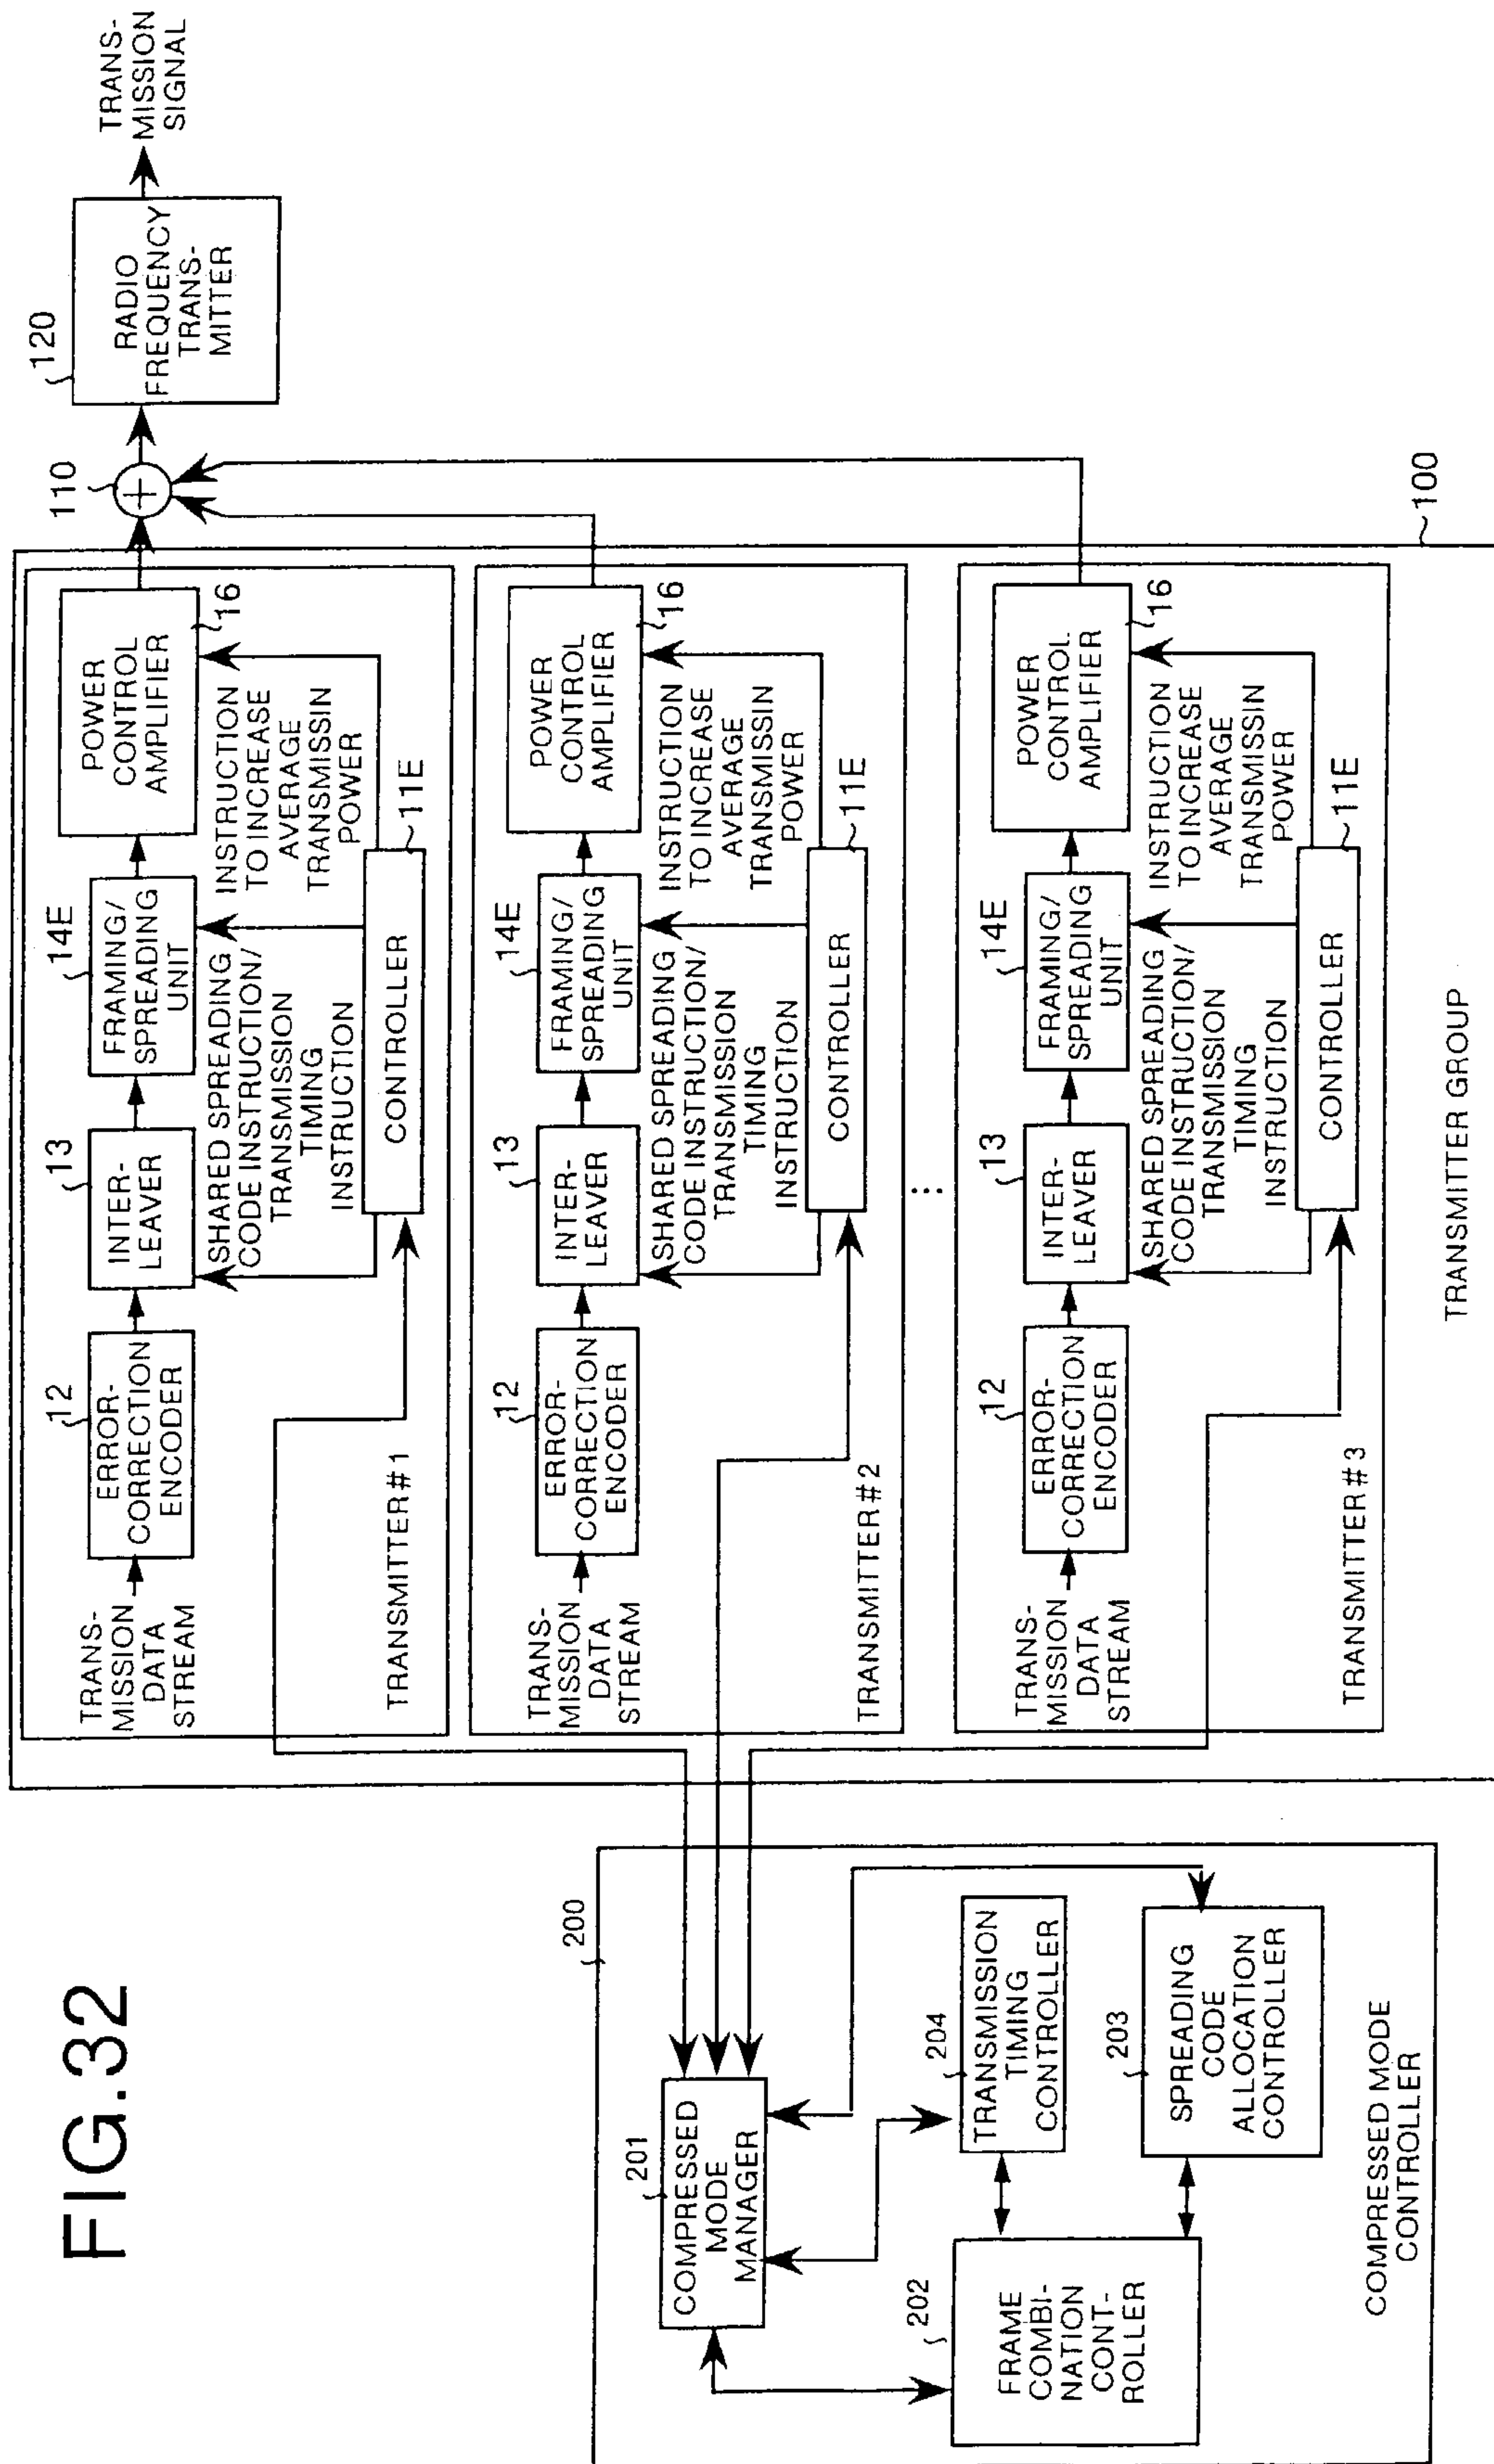 FIG.32
200
201
COMPRESSED
MODE
MANAGER
202
FRAME
COMBI-
NATION
CONT-
ROLLER
204
TRANSMISSION
TIMING
CONTROLLER
203
SPREADING
CODE
ALLOCATION
CONTROLLER
COMPRESSED MODE
CONTROLLER
TRANS-
MISSION
DATA
STREAM
12
ERROR-
CORRECTION
ENCODER
13
INTER-
LEAVER
14E
FRAMING/
SPREADING
UNIT
POWER
CONTROL
AMPLIFIER
16
SHARED SPREADING
CODE INSTRUCTION/
TRANSMISSION
TIMING
INSTRUCTION
INSTRUCTION
TO INCREASE
AVERAGE
TRANSMISSIN
POWER
CONTROLLER
11E
TRANSMITTER#1
TRANS-
MISSION
DATA
STREAM
12
ERROR-
CORRECTION
ENCODER
13
INTER-
LEAVER
14E
FRAMING/
SPREADING
UNIT
POWER
CONTROL
AMPLIFIER
16
SHARED SPREADING
CODE INSTRUCTION/
TRANSMISSION
TIMING
INSTRUCTION
INSTRUCTION
TO INCREASE
AVERAGE
TRANSMISSIN
POWER
CONTROLLER
11E
TRANSMITTER#2
...
TRANS-
MISSION
DATA
STREAM
12
ERROR-
CORRECTION
ENCODER
13
INTER-
LEAVER
14E
FRAMING/
SPREADING
UNIT
POWER
CONTROL
AMPLIFIER
16
SHARED SPREADING
CODE INSTRUCTION/
TRANSMISSION
TIMING
INSTRUCTION
INSTRUCTION
TO INCREASE
AVERAGE
TRANSMISSIN
POWER
CONTROLLER
11E
TRANSMITTER#3
TRANSMITTER GROUP
100
110
+
120
RADIO
FREQUENCY
TRANS-
MITTER
TRANS-
MISSION
SIGNAL